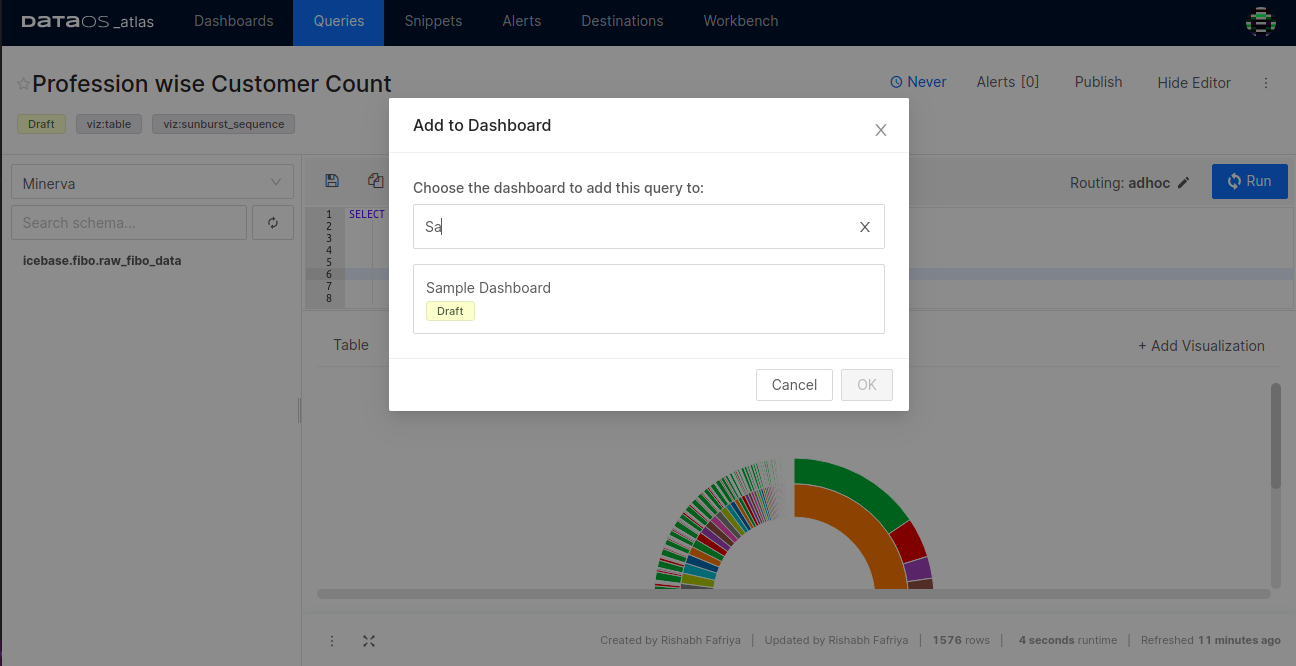 DATAOS _atlas Dashboards Queries Snippets Alerts Destinations Workbench
Profession wise Customer Count
Never Alerts [0] Publish Hide Editor
Draft viz:table viz:sunburst_sequence
Add to Dashboard
Choose the dashboard to add this query to:
Sa
Sample Dashboard
Draft
Cancel OK
Minerva
Search schema...
icebase.fibo.raw_fibo_data
Routing: adhoc Run
1 SELECT
2
3
4
5
6
7
8
Table + Add Visualization
Created by Rishabh Fafriya | Updated by Rishabh Fafriya | 1576 rows | 4 seconds runtime | Refreshed 11 minutes ago